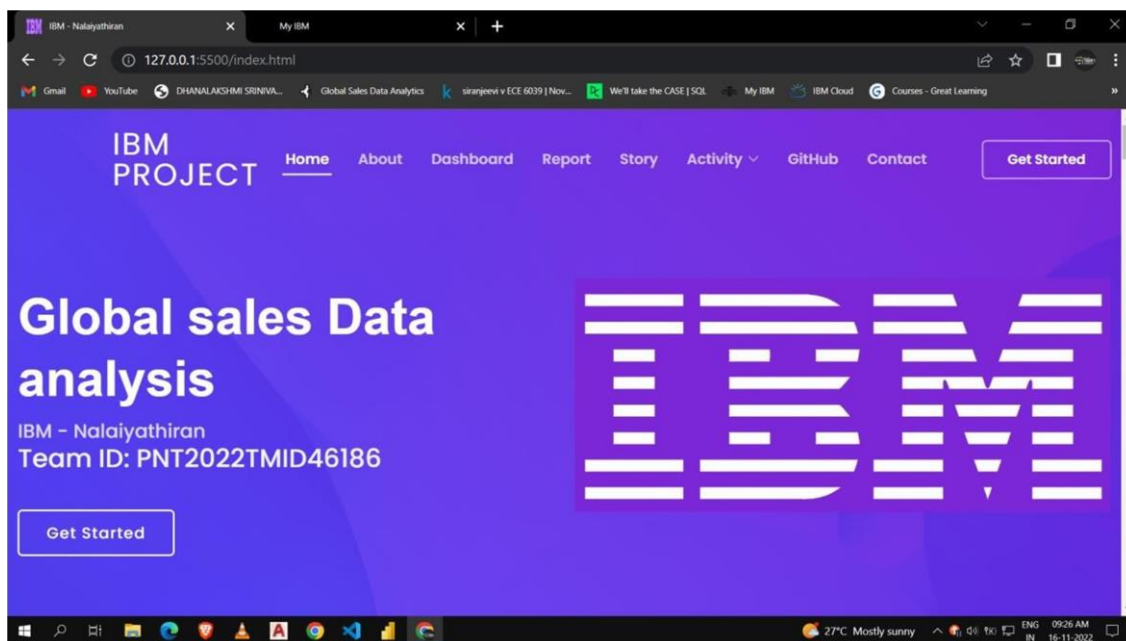 IBM - Nalaiyathiran
My IBM
127.0.0.1:5500/index.html
Gmail YouTube DHANALAKSHMI SRINIVA... Global Sales Data Analytics siranjeevi v ECE 6039 | Nov... We'll take the CASE | SQL My IBM IBM Cloud Courses - Great Learning »
IBM
PROJECT
Home About Dashboard Report Story Activity GitHub Contact Get Started
Global sales Data
analysis
IBM - Nalaiyathiran
Team ID: PNT2022TMID46186
Get Started
IBM
27°C Mostly sunny
ENG
IN
09:26 AM
16-11-2022